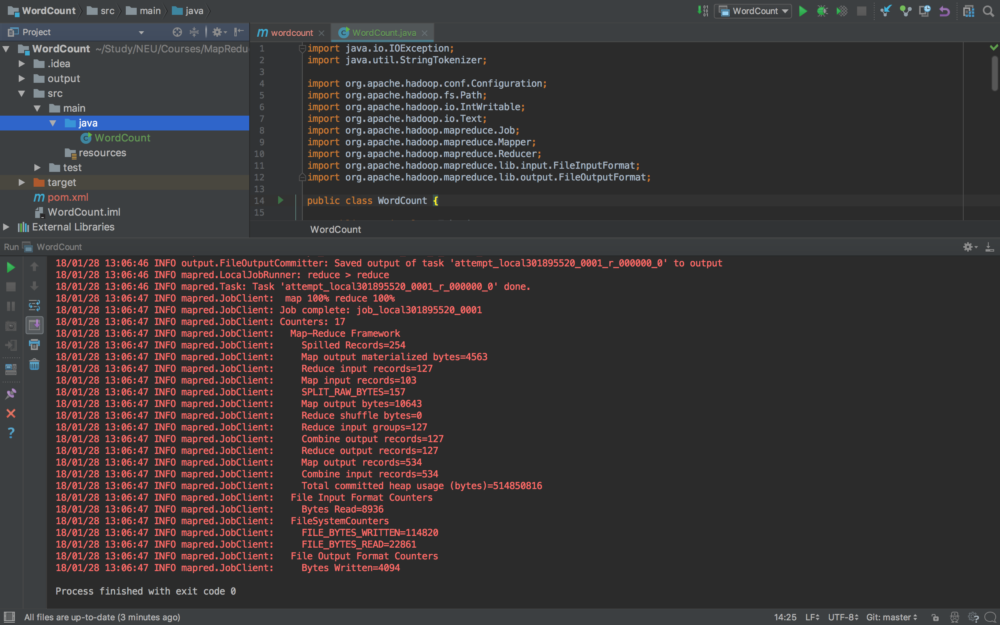 WordCount src main java
WordCount
Project
wordcount
WordCount.java
WordCount ~/Study/NEU/Courses/MapRedu
.idea
output
src
main
java
WordCount
resources
test
target
pom.xml
WordCount.iml
External Libraries
1 import java.io.IOException;
2 import java.util.StringTokenizer;
3
4 import org.apache.hadoop.conf.Configuration;
5 import org.apache.hadoop.fs.Path;
6 import org.apache.hadoop.io.IntWritable;
7 import org.apache.hadoop.io.Text;
8 import org.apache.hadoop.mapreduce.Job;
9 import org.apache.hadoop.mapreduce.Mapper;
10 import org.apache.hadoop.mapreduce.Reducer;
11 import org.apache.hadoop.mapreduce.lib.input.FileInputFormat;
12 import org.apache.hadoop.mapreduce.lib.output.FileOutputFormat;
13
14 public class WordCount {
15
WordCount
Run WordCount
18/01/28 13:06:46 INFO output.FileOutputCommitter: Saved output of task 'attempt_local301895520_0001_r_000000_0' to output
18/01/28 13:06:46 INFO mapred.LocalJobRunner: reduce > reduce
18/01/28 13:06:46 INFO mapred.Task: Task 'attempt_local301895520_0001_r_000000_0' done.
18/01/28 13:06:47 INFO mapred.JobClient:  map 100% reduce 100%
18/01/28 13:06:47 INFO mapred.JobClient: Job complete: job_local301895520_0001
18/01/28 13:06:47 INFO mapred.JobClient: Counters: 17
18/01/28 13:06:47 INFO mapred.JobClient:   Map-Reduce Framework
18/01/28 13:06:47 INFO mapred.JobClient:     Spilled Records=254
18/01/28 13:06:47 INFO mapred.JobClient:     Map output materialized bytes=4563
18/01/28 13:06:47 INFO mapred.JobClient:     Reduce input records=127
18/01/28 13:06:47 INFO mapred.JobClient:     Map input records=103
18/01/28 13:06:47 INFO mapred.JobClient:     SPLIT_RAW_BYTES=157
18/01/28 13:06:47 INFO mapred.JobClient:     Map output bytes=10643
18/01/28 13:06:47 INFO mapred.JobClient:     Reduce shuffle bytes=0
18/01/28 13:06:47 INFO mapred.JobClient:     Reduce input groups=127
18/01/28 13:06:47 INFO mapred.JobClient:     Combine output records=127
18/01/28 13:06:47 INFO mapred.JobClient:     Reduce output records=127
18/01/28 13:06:47 INFO mapred.JobClient:     Map output records=534
18/01/28 13:06:47 INFO mapred.JobClient:     Combine input records=534
18/01/28 13:06:47 INFO mapred.JobClient:     Total committed heap usage (bytes)=514850816
18/01/28 13:06:47 INFO mapred.JobClient:   File Input Format Counters
18/01/28 13:06:47 INFO mapred.JobClient:     Bytes Read=8936
18/01/28 13:06:47 INFO mapred.JobClient:   FileSystemCounters
18/01/28 13:06:47 INFO mapred.JobClient:     FILE_BYTES_WRITTEN=114820
18/01/28 13:06:47 INFO mapred.JobClient:     FILE_BYTES_READ=22861
18/01/28 13:06:47 INFO mapred.JobClient:   File Output Format Counters
18/01/28 13:06:47 INFO mapred.JobClient:     Bytes Written=4094
Process finished with exit code 0
All files are up-to-date (3 minutes ago)
14:25 LF UTF-8 Git: master